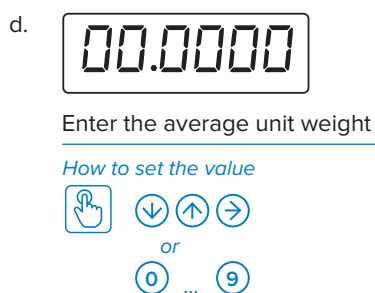 d.
00.0000
Enter the average unit weight
How to set the value
or
0 ... 9